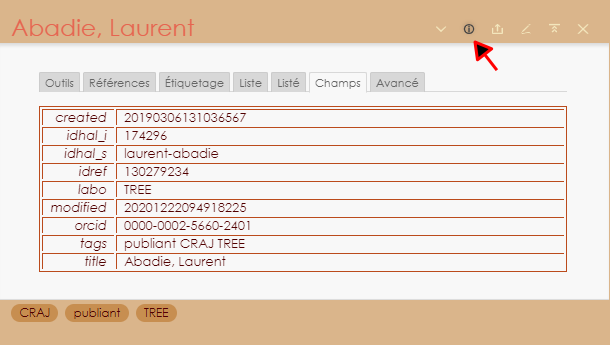 Abadie, Laurent
Outils Références Étiquetage Liste Listé Champs Avancé
created 20190306131036567
idhal_i 174296
idhal_s laurent-abadie
idref 130279234
labo TREE
modified 20201222094918225
orcid 0000-0002-5660-2401
tags publiant CRAJ TREE
title Abadie, Laurent
CRAJ publiant TREE